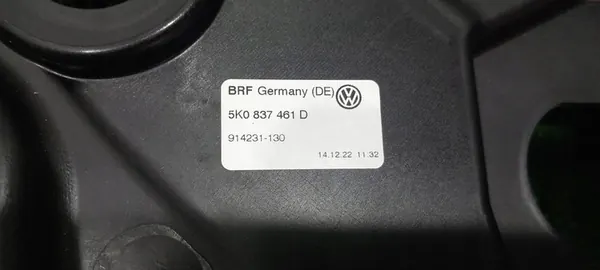 BRF Germany (DE)
5K0 837 461 D
914231-130
14.12.22 11:32